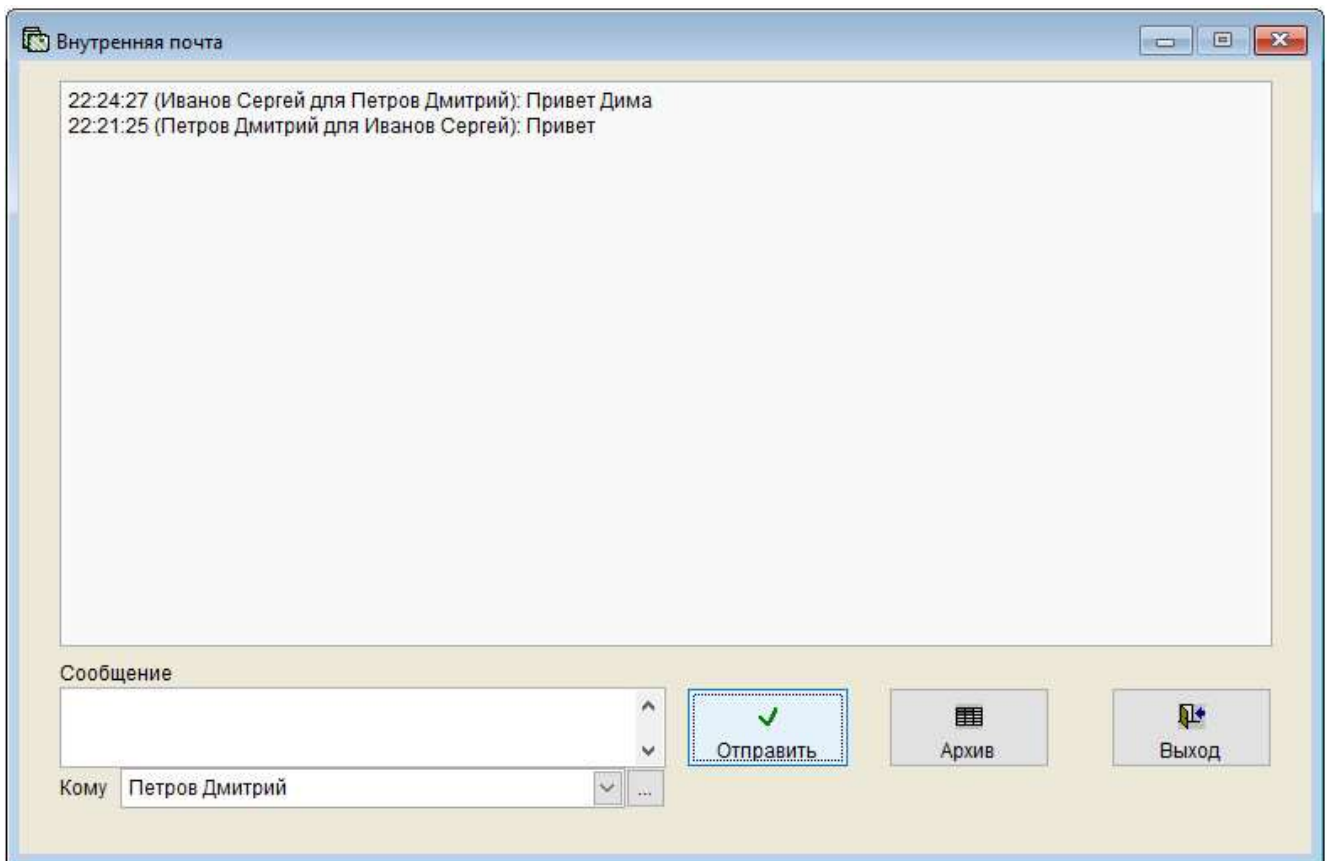 Внутренняя почта
22:24:27 (Иванов Сергей для Петров Дмитрий): Привет Дима
22:21:25 (Петров Дмитрий для Иванов Сергей): Привет
Сообщение
Отправить
Архив
Выход
Кому Петров Дмитрий ...